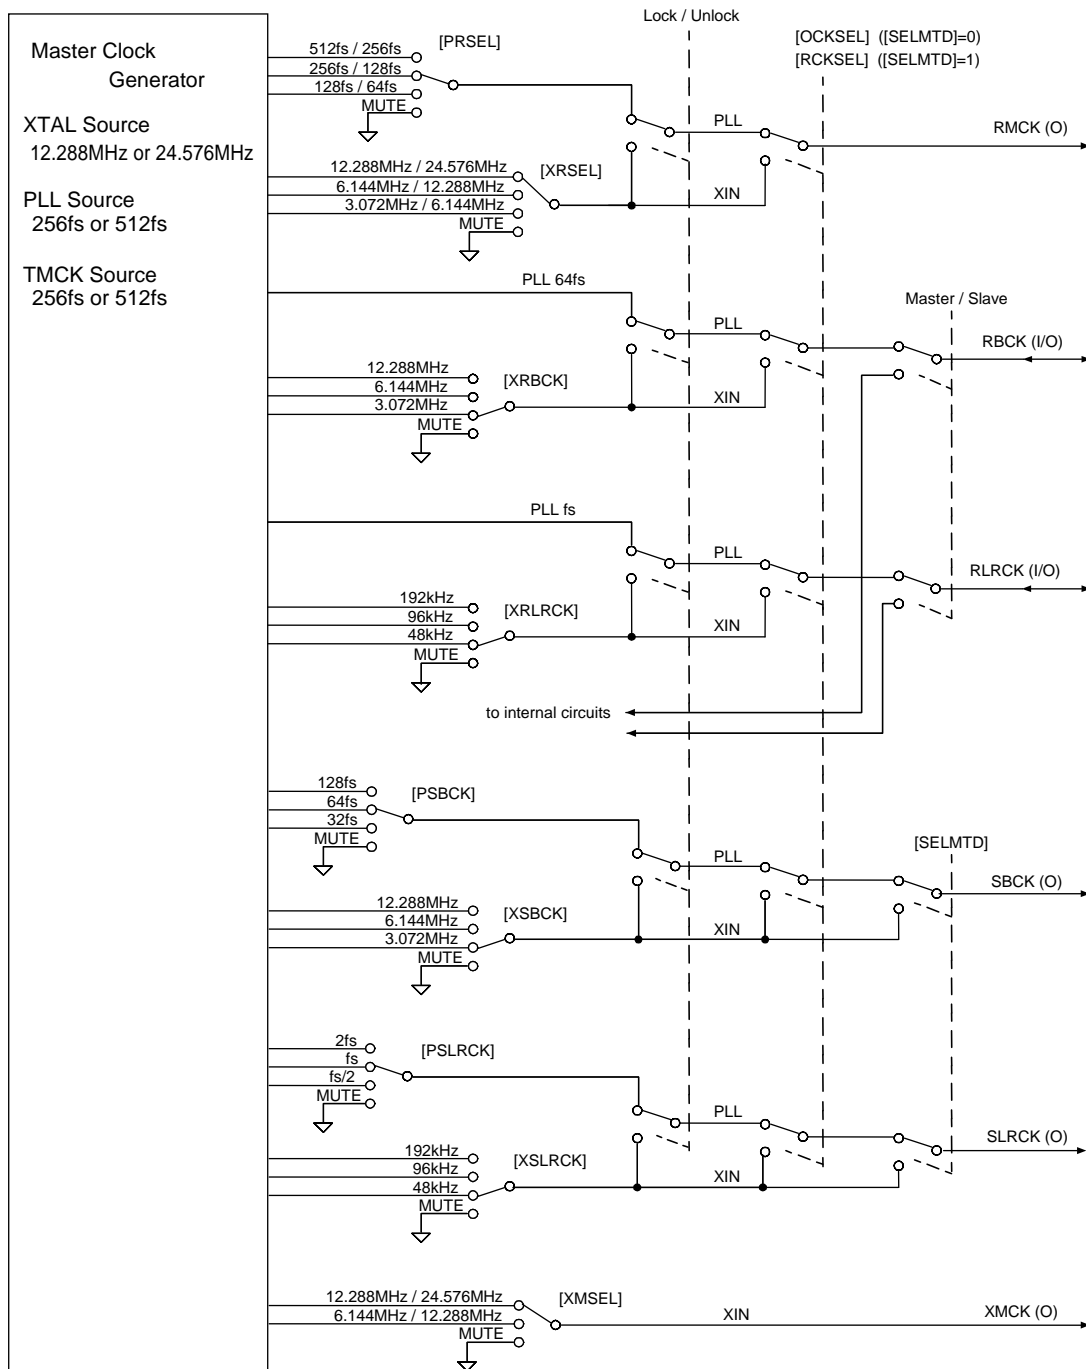 Master Clock
Generator
XTAL Source
12.288MHz or 24.576MHz
PLL Source
256fs or 512fs
TMCK Source
256fs or 512fs
Lock / Unlock
[OCKSEL] ([SELMTD]=0)
[RCKSEL] ([SELMTD]=1)
512fs / 256fs
256fs / 128fs
128fs / 64fs
MUTE
[PRSEL]
PLL
RMCK (O)
12.288MHz / 24.576MHz
6.144MHz / 12.288MHz
3.072MHz / 6.144MHz
MUTE
[XRSEL]
XIN
PLL 64fs
Master / Slave
PLL
RBCK (I/O)
12.288MHz
6.144MHz
3.072MHz
MUTE
[XRBCK]
XIN
PLL fs
PLL
RLRCK (I/O)
192kHz
96kHz
48kHz
MUTE
[XRLRCK]
XIN
to internal circuits
128fs
64fs
32fs
MUTE
[PSBCK]
[SELMTD]
PLL
SBCK (O)
12.288MHz
6.144MHz
3.072MHz
MUTE
[XSBCK]
XIN
2fs
fs
fs/2
MUTE
[PSLRCK]
PLL
SLRCK (O)
192kHz
96kHz
48kHz
MUTE
[XSLRCK]
XIN
12.288MHz / 24.576MHz
6.144MHz / 12.288MHz
MUTE
[XMSEL]
XIN
XMCK (O)